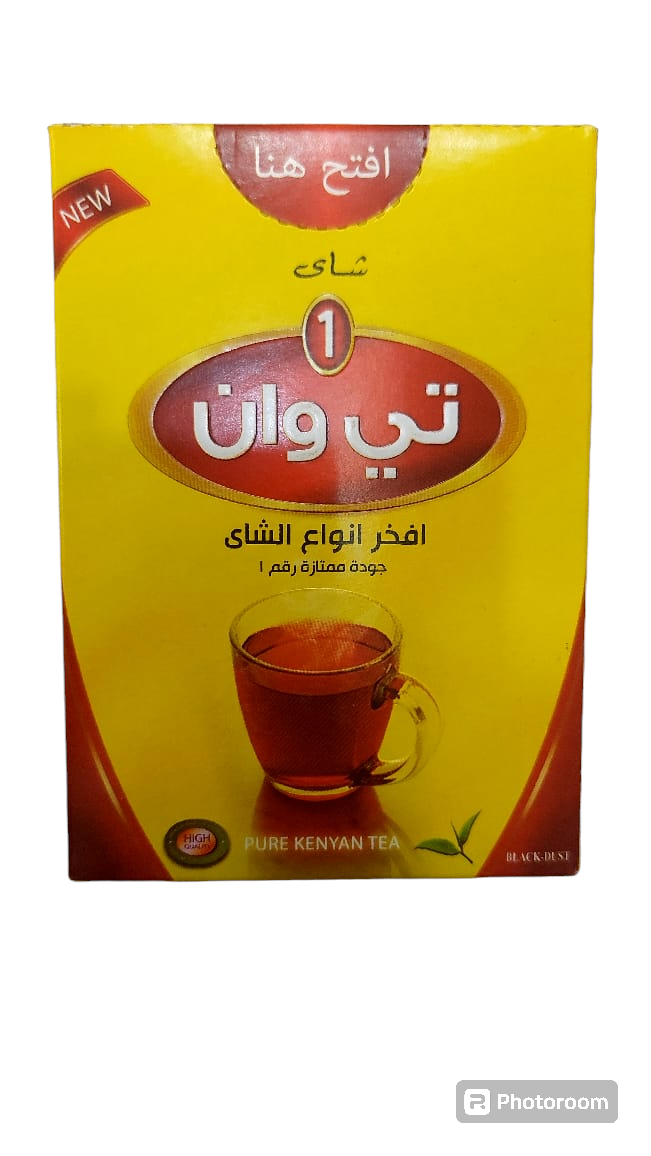 افتح هنا
NEW
شاى
1
تي وان
افخر انواع الشاى
جودة ممتازة رقم ١
HIGH
QUALITY
PURE KENYAN TEA
BLACK-DUST
Photoroom